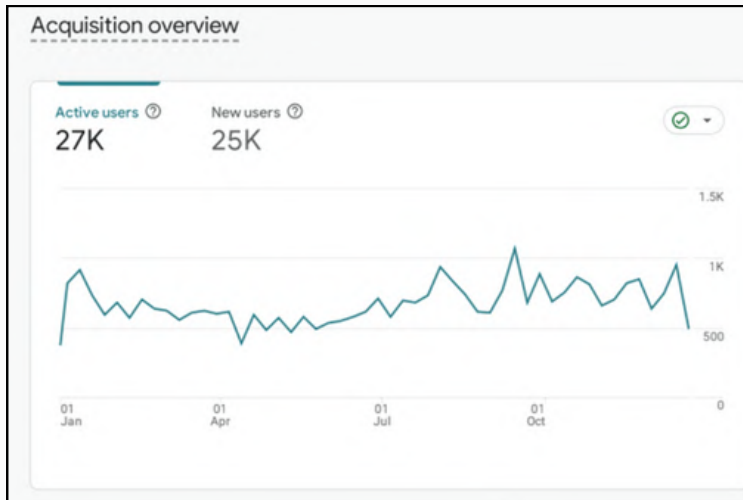 Acquisition overview
Active users
New users
27K
25K
1.5K
1K
500
0
01 Jan
01 Apr
01 Jul
01 Oct